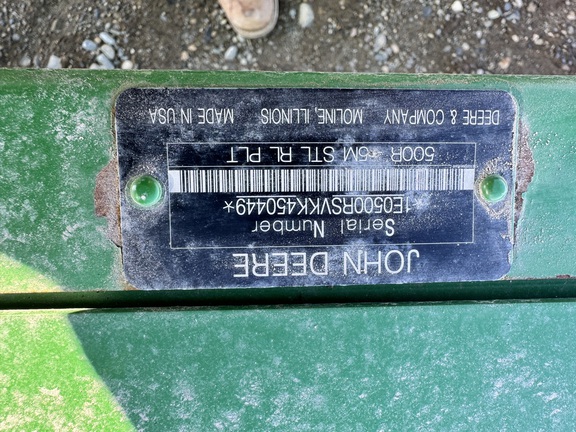 JOHN DEERE
Serial Number
1E0500RSVKK450449*
500R *5M STL RL PLT
DEERE & COMPANY MOLINE, ILLINOIS MADE IN USA